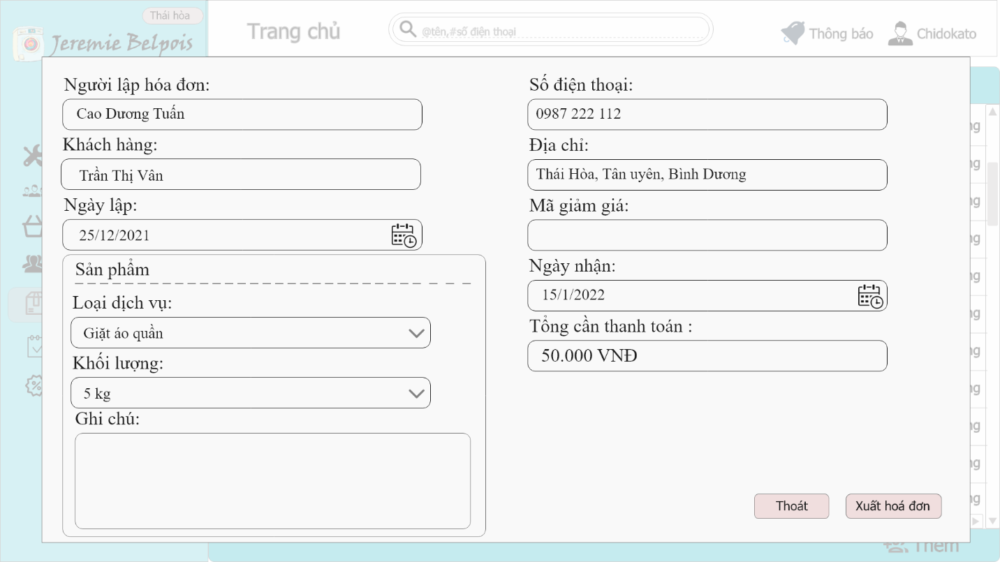 Thái hòa
Jeremie Belpois
Trang chủ
@tên,#số điện thoại
Thông báo
Chidokato
Người lập hóa đơn:
Cao Dương Tuấn
Khách hàng:
Trần Thị Vân
Ngày lập:
25/12/2021
Sản phẩm
Loại dịch vụ:
Giặt áo quần
Khối lượng:
5 kg
Ghi chú:
Số điện thoại:
0987 222 112
Địa chỉ:
Thái Hòa, Tân uyên, Bình Dương
Mã giảm giá:
Ngày nhận:
15/1/2022
Tổng cần thanh toán :
50.000 VNĐ
Thoát
Xuất hoá đơn
Thêm